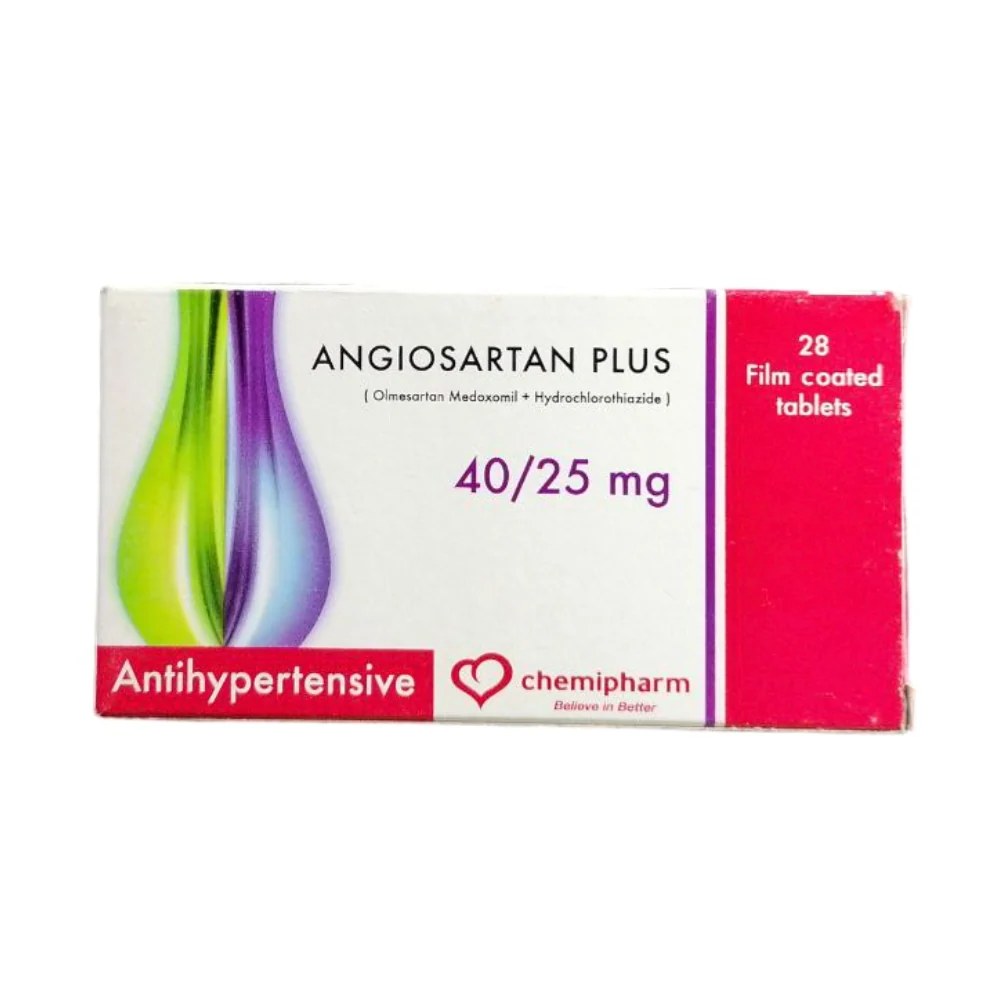 ANGIOSARTAN PLUS
( Olmesartan Medoxomil + Hydrochlorothiazide )
40/25 mg
28
Film coated
tablets
Antihypertensive
chemipharm
Believe in Better